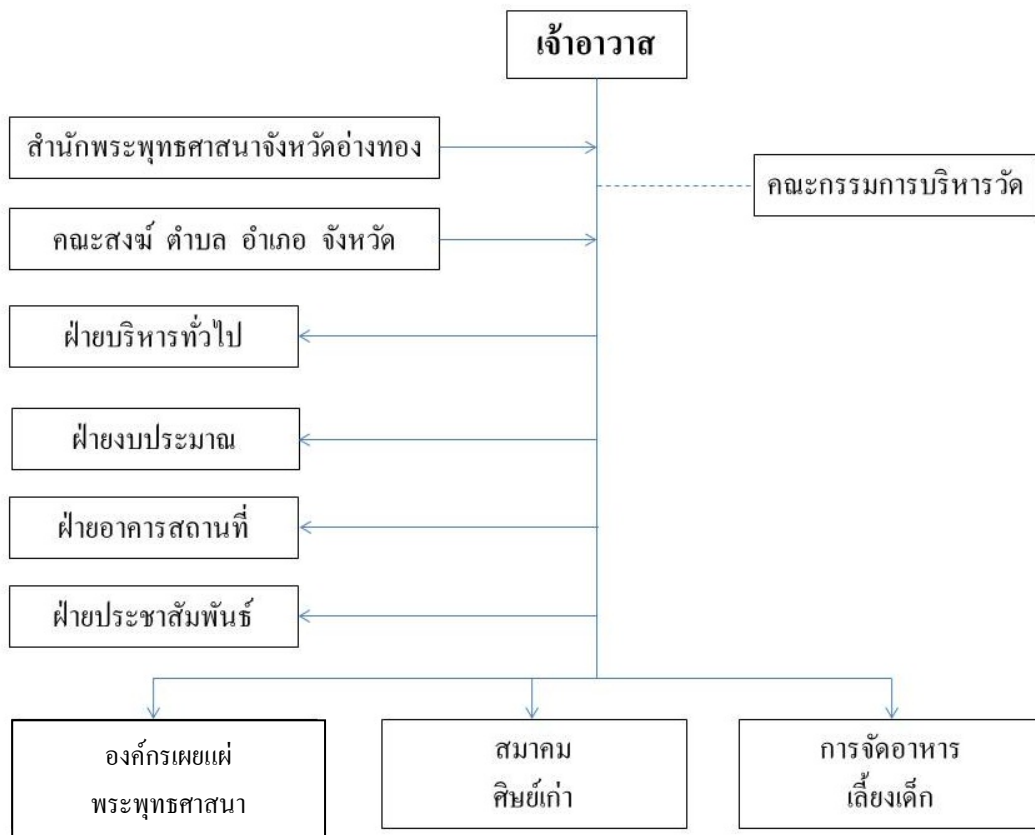 เจ้าอาวาส
สำนักพระพุทธศาสนาจังหวัดอ่างทอง
คณะกรรมการบริหารวัด
คณะสงฆ์ ตำบล อำเภอ จังหวัด
ฝ่ายบริหารทั่วไป
ฝ่ายงบประมาณ
ฝ่ายอาคารสถานที่
ฝ่ายประชาสัมพันธ์
องค์กรเผยแผ่
พระพุทธศาสนา
สมาคม
ศิษย์เก่า
การจัดอาหาร
เลี้ยงเด็ก